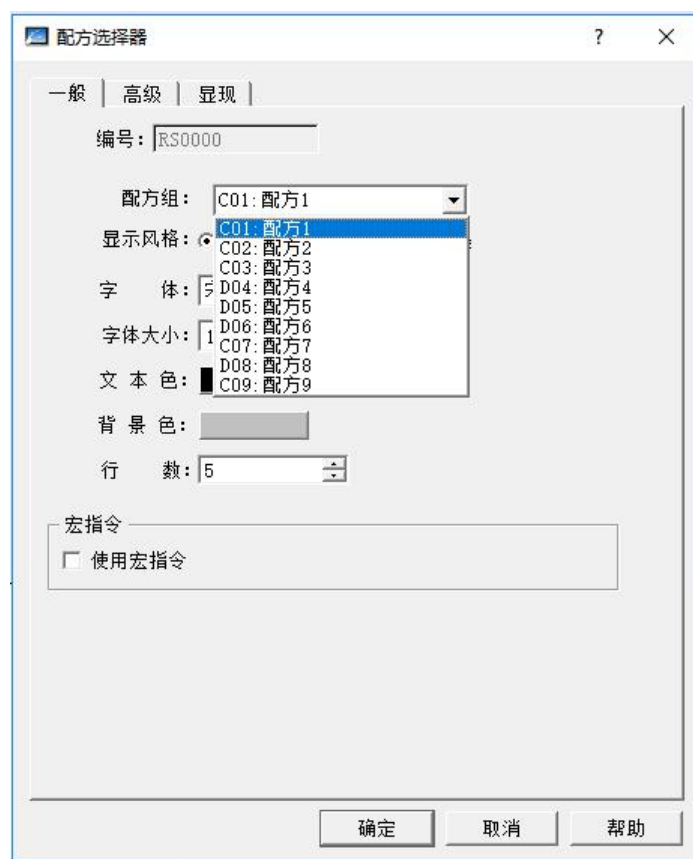 配方选择器
一般 高级 显现
编号: RS0000
配方组: C01:配方1
显示风格:
C01:配方1
C02:配方2
C03:配方3
D04:配方4
D05:配方5
D06:配方6
C07:配方7
D08:配方8
C09:配方9
字 体:
字体大小: 1
文 本 色:
背 景 色:
行 数: 5
宏指令
使用宏指令
确定 取消 帮助